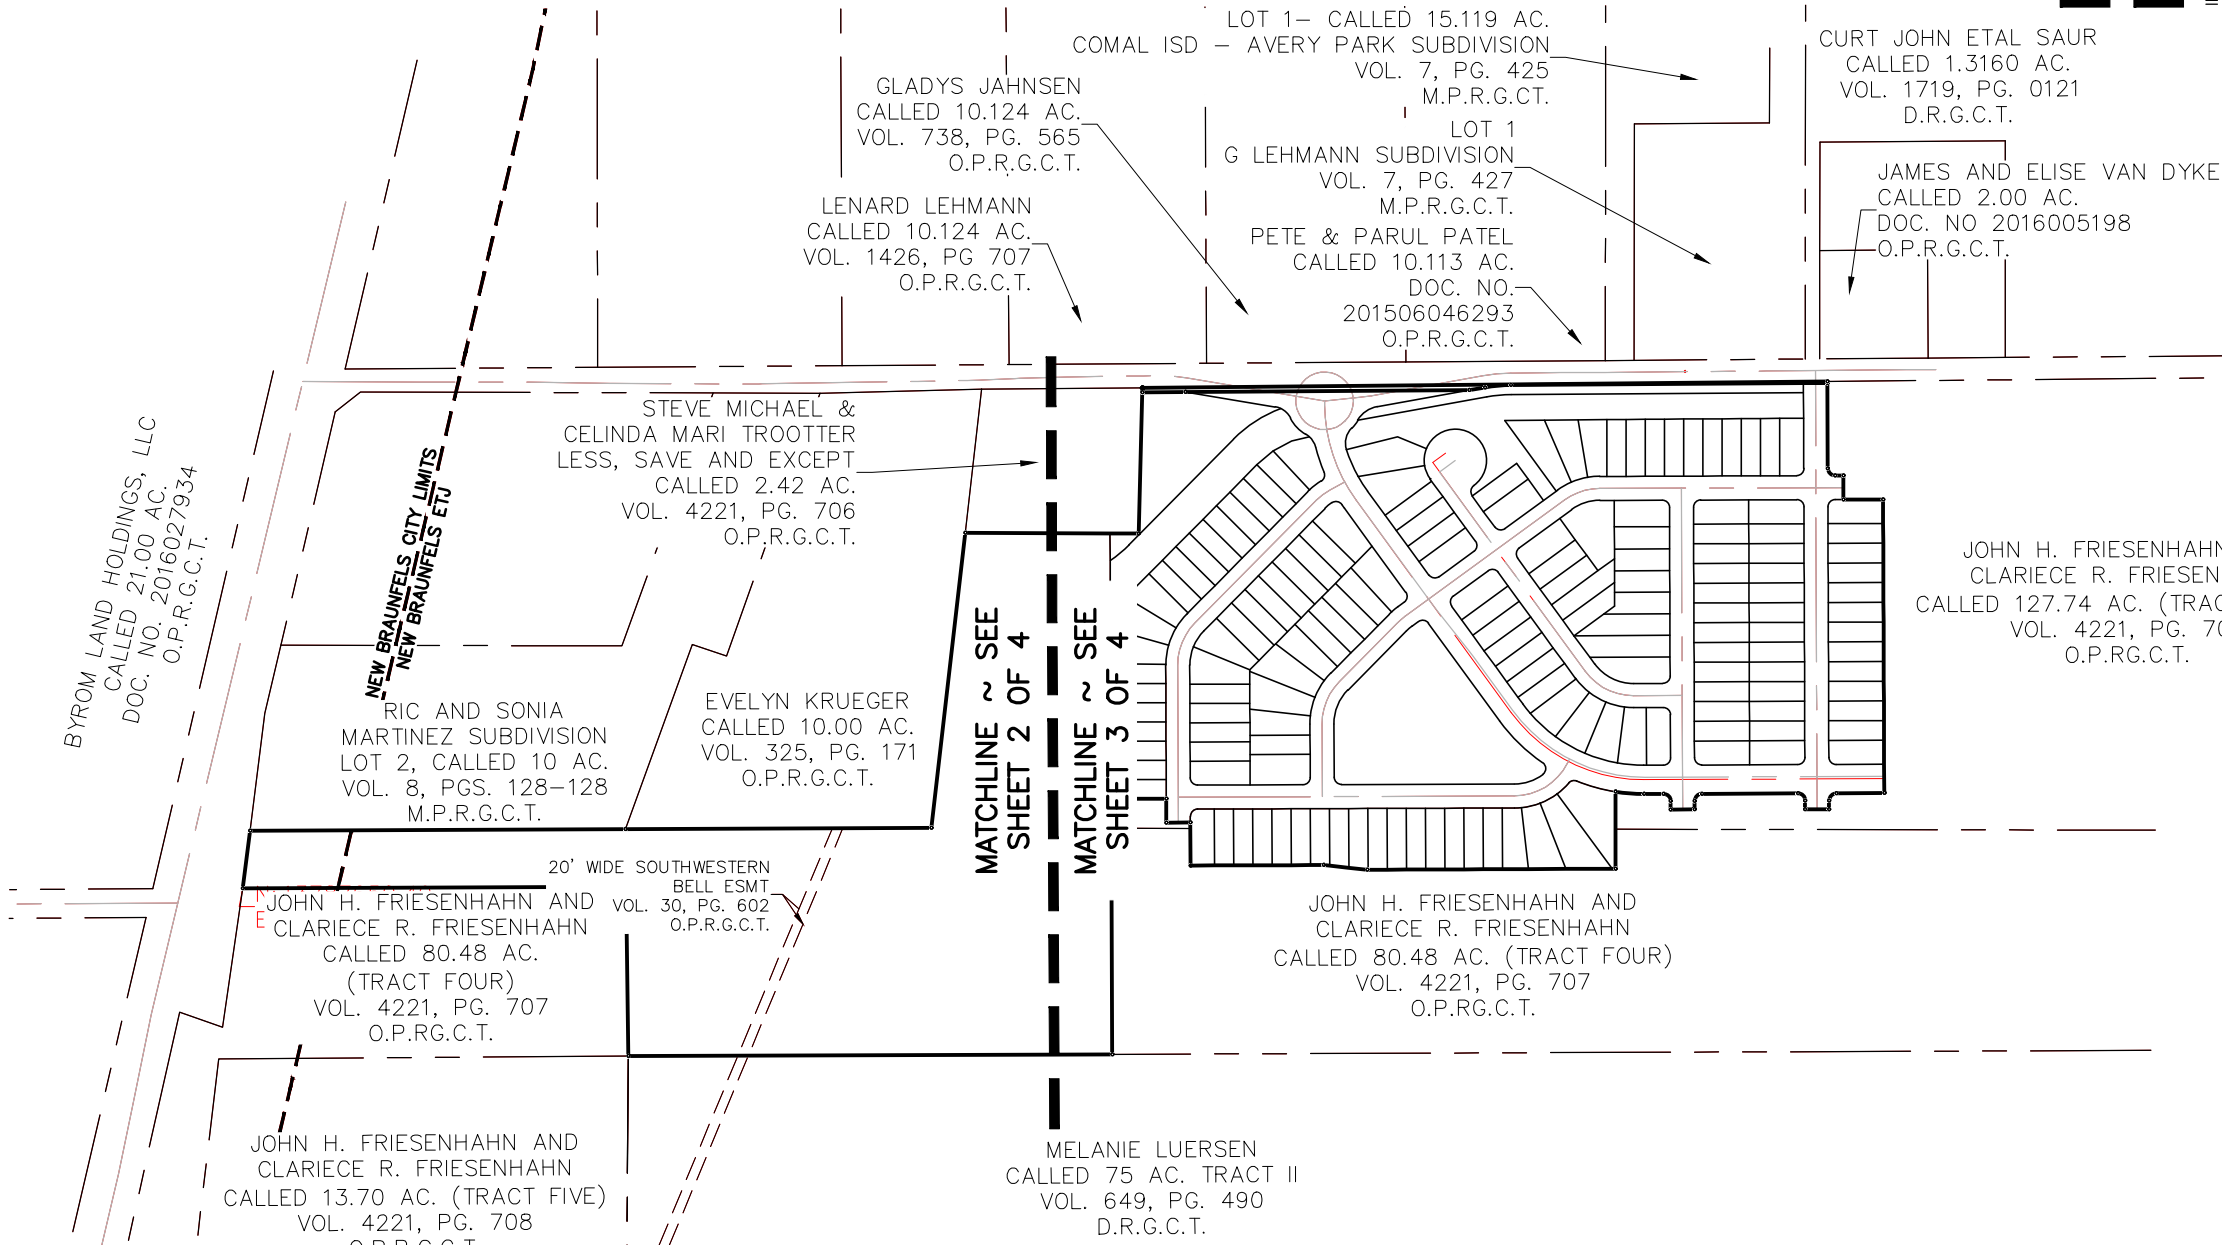 LOT 1- CALLED 15.119 AC.
COMAL ISD - AVERY PARK SUBDIVISION
VOL. 7, PG. 425
M.P.R.G.CT.
CURT JOHN ETAL SAUR
CALLED 1.3160 AC.
VOL. 1719, PG. 0121
D.R.G.C.T.
GLADYS JAHNSEN
CALLED 10.124 AC.
VOL. 738, PG. 565
O.P.R.G.C.T.
LOT 1
G LEHMANN SUBDIVISION
VOL. 7, PG. 427
M.P.R.G.C.T.
JAMES AND ELISE VAN DYKE
CALLED 2.00 AC.
DOC. NO 2016005198
O.P.R.G.C.T.
LENARD LEHMANN
CALLED 10.124 AC.
VOL. 1426, PG 707
O.P.R.G.C.T.
PETE & PARUL PATEL
CALLED 10.113 AC.
DOC. NO.
201506046293
O.P.R.G.C.T.
STEVE MICHAEL &
CELINDA MARI TROOTTER
LESS, SAVE AND EXCEPT
CALLED 2.42 AC.
VOL. 4221, PG. 706
O.P.R.G.C.T.
BYROM LAND HOLDINGS, LLC
CALLED 21.00 AC.
DOC. NO. 201602​7934
O.P.R.G.C.T.
NEW BRAUNFELS CITY LIMITS
NEW BRAUNFELS ETJ
JOHN H. FRIESENHAHN
CLARIECE R. FRIESEN
CALLED 127.74 AC. (TRAC
VOL. 4221, PG. 70
O.P.RG.C.T.
RIC AND SONIA
MARTINEZ SUBDIVISION
LOT 2, CALLED 10 AC.
VOL. 8, PGS. 128-128
M.P.R.G.C.T.
EVELYN KRUEGER
CALLED 10.00 AC.
VOL. 325, PG. 171
O.P.R.G.C.T.
MATCHLINE ~ SEE
SHEET 2 OF 4
MATCHLINE ~ SEE
SHEET 3 OF 4
20' WIDE SOUTHWESTERN
BELL ESMT
VOL. 30, PG. 602
O.P.R.G.C.T.
JOHN H. FRIESENHAHN AND
CLARIECE R. FRIESENHAHN
CALLED 80.48 AC.
(TRACT FOUR)
VOL. 4221, PG. 707
O.P.RG.C.T.
JOHN H. FRIESENHAHN AND
CLARIECE R. FRIESENHAHN
CALLED 80.48 AC. (TRACT FOUR)
VOL. 4221, PG. 707
O.P.RG.C.T.
JOHN H. FRIESENHAHN AND
CLARIECE R. FRIESENHAHN
CALLED 13.70 AC. (TRACT FIVE)
VOL. 4221, PG. 708
MELANIE LUERSEN
CALLED 75 AC. TRACT II
VOL. 649, PG. 490
D.R.G.C.T.